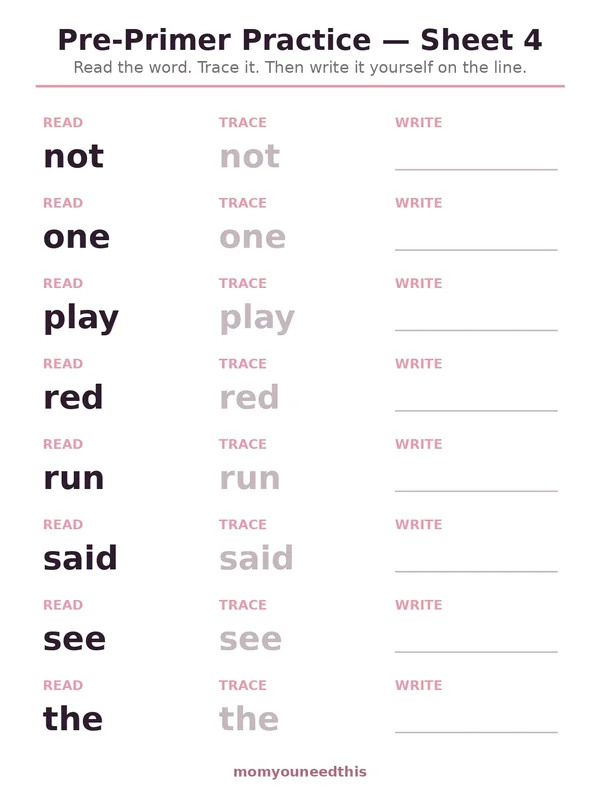 Pre-Primer Practice — Sheet 4
Read the word. Trace it. Then write it yourself on the line.
READ TRACE WRITE
not not
READ TRACE WRITE
one one
READ TRACE WRITE
play play
READ TRACE WRITE
red red
READ TRACE WRITE
run run
READ TRACE WRITE
said said
READ TRACE WRITE
see see
READ TRACE WRITE
the the
momyouneedthis